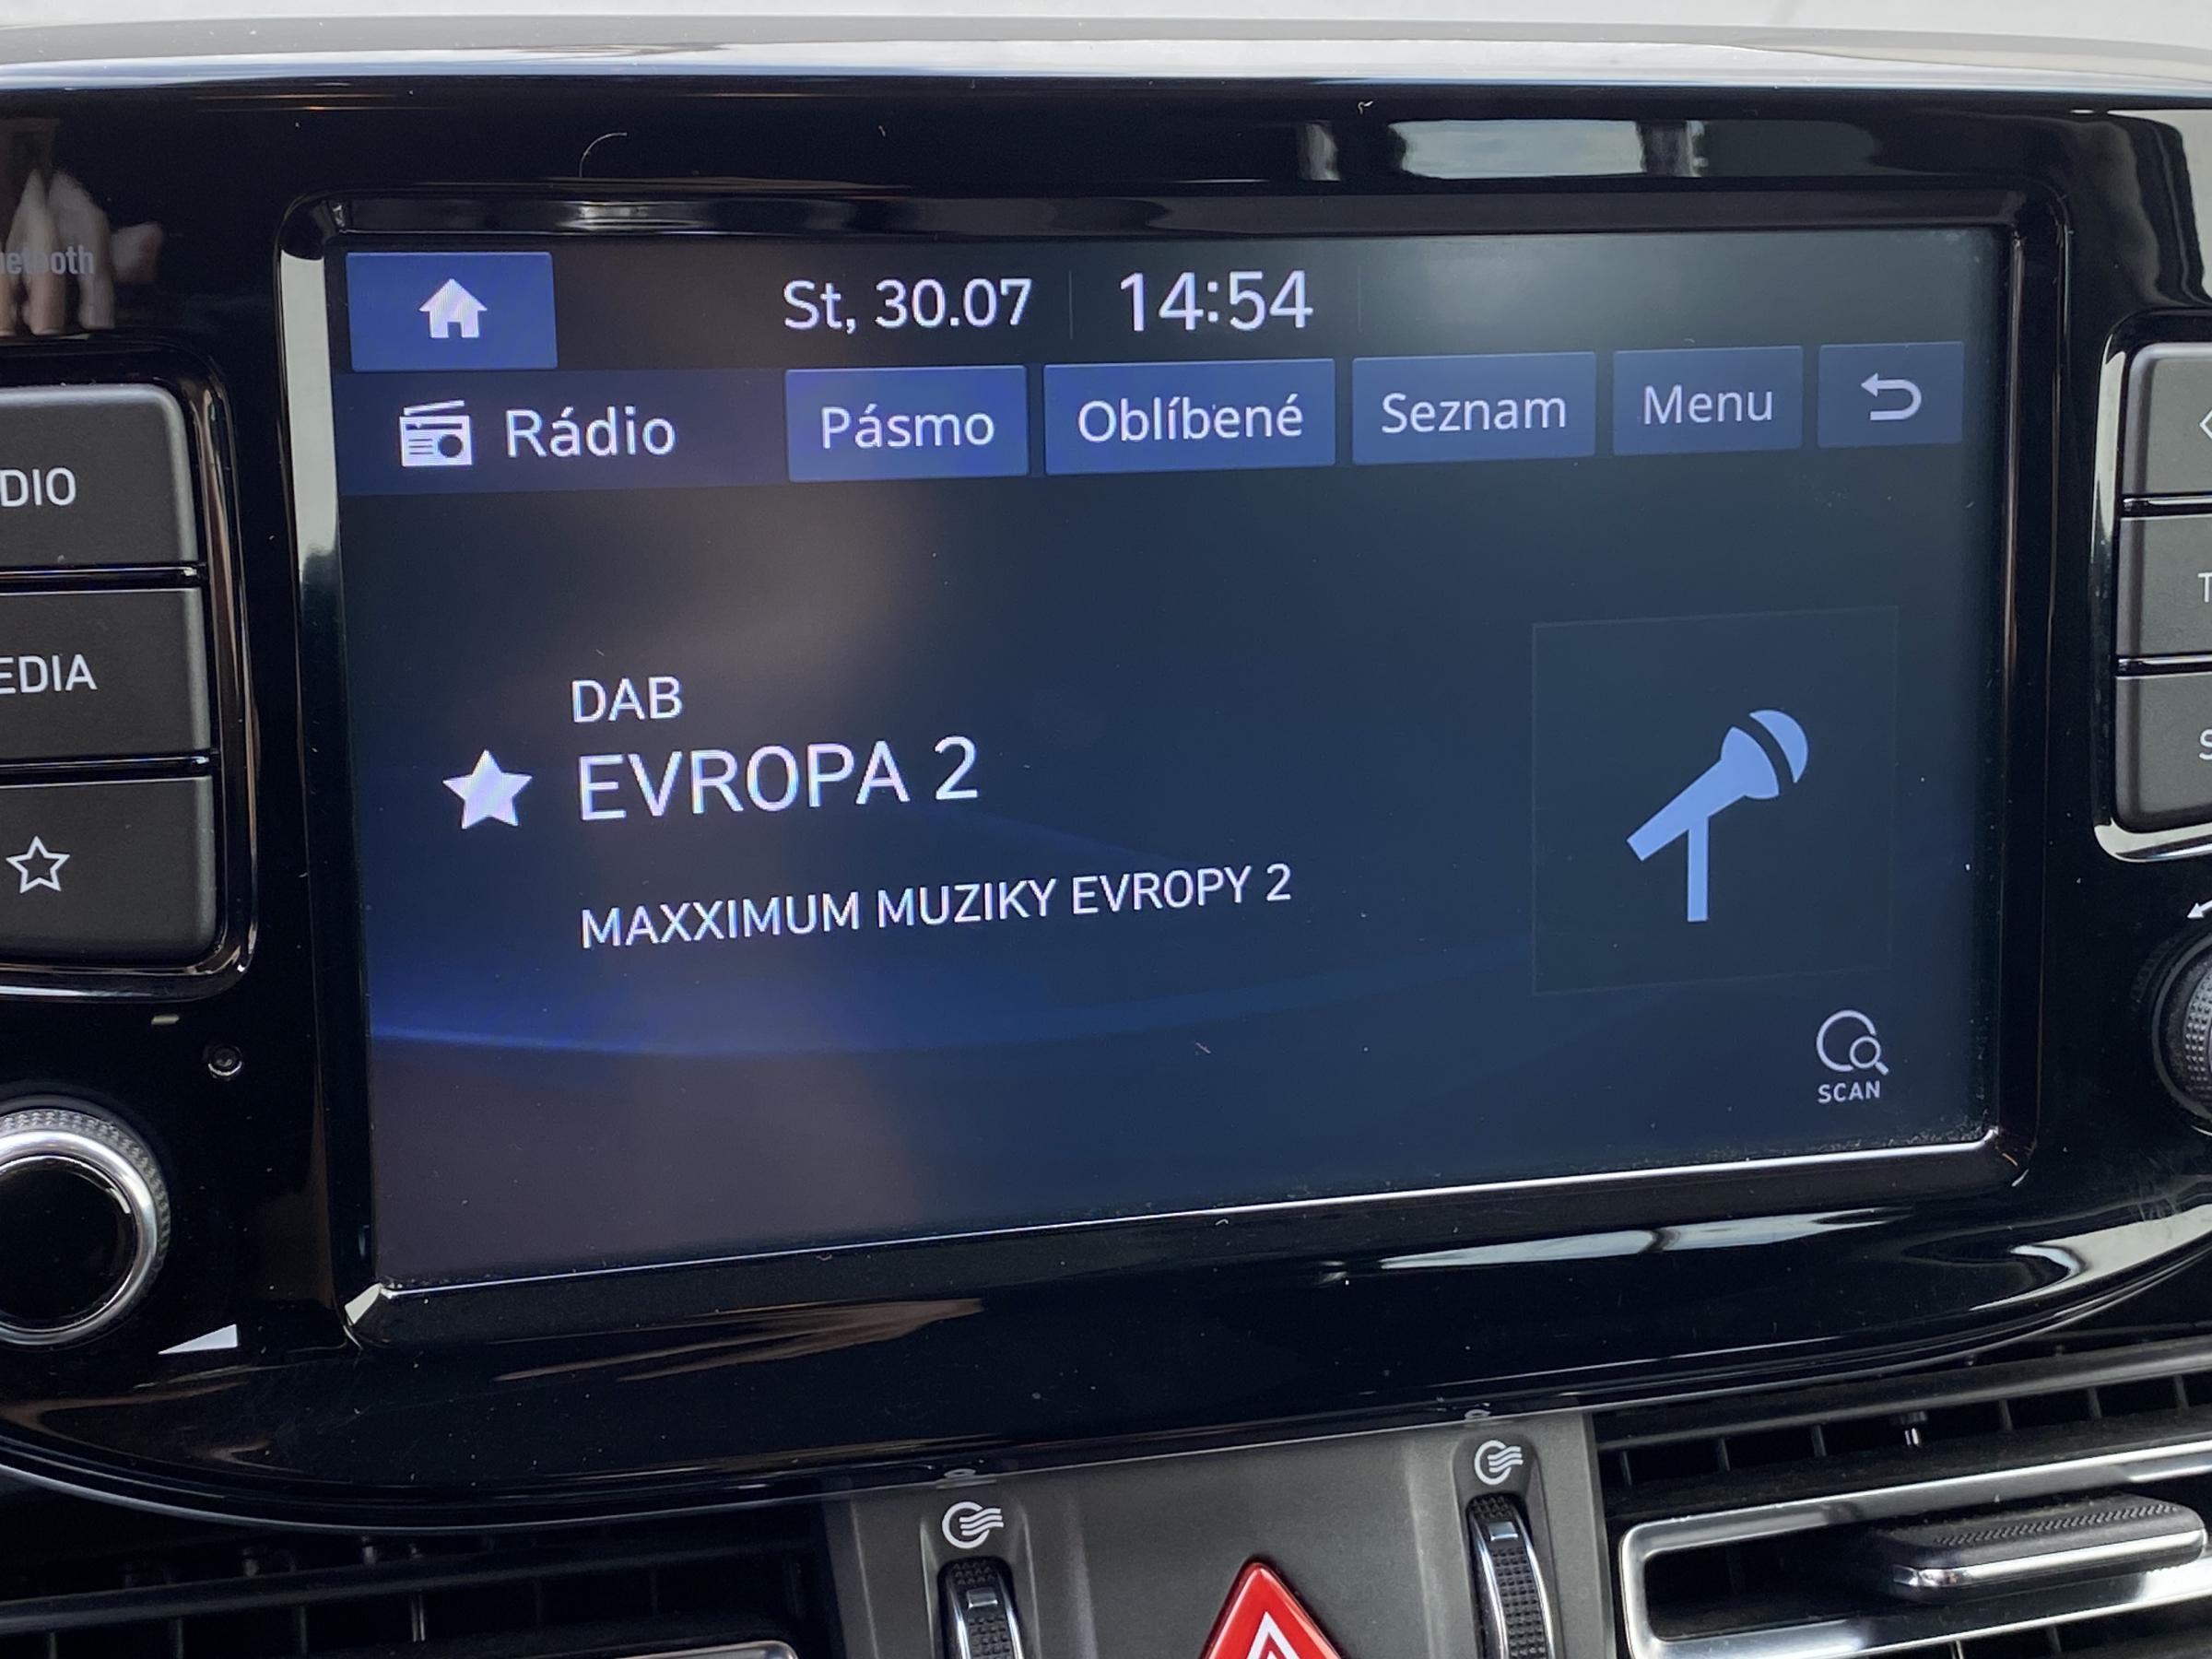 St, 30.07 14:54
Rádio Pásmo Oblíbené Seznam Menu
DAB
EVROPA 2
MAXXIMUM MUZIKY EVROPY 2
SCAN
etooth
DIO
EDIA
T
S